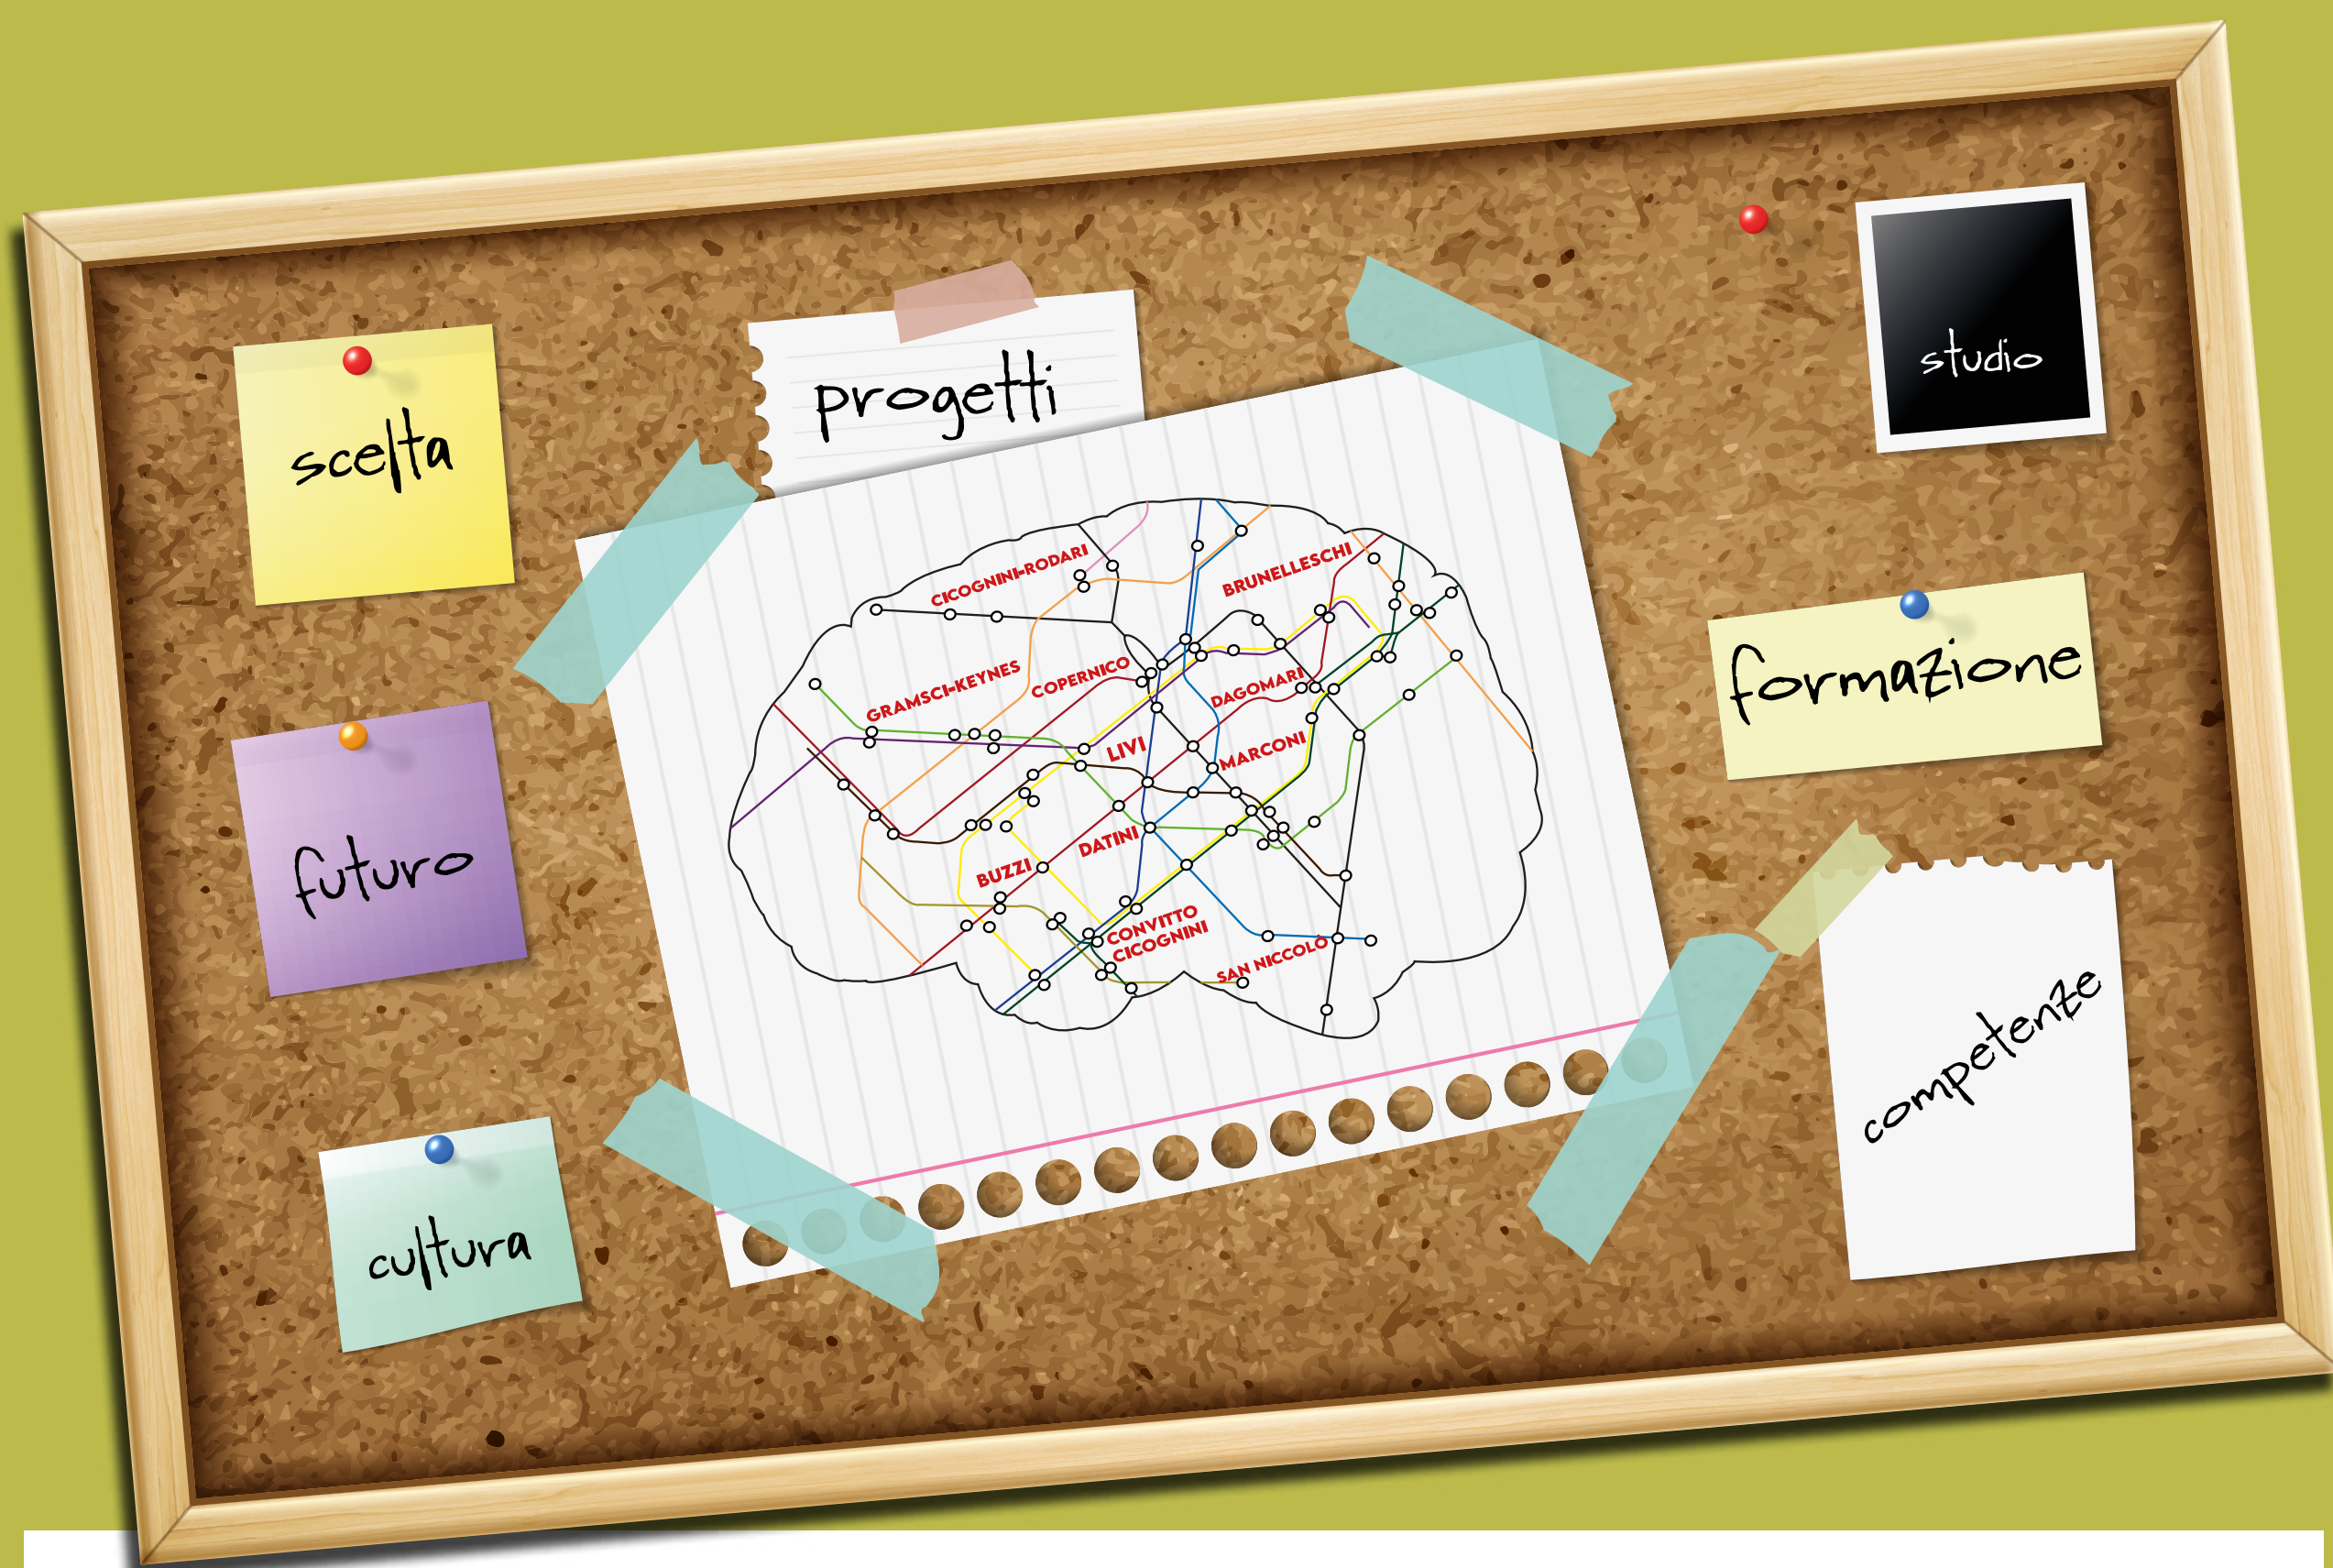 scelta
progetti
studio
futuro
formazione
cultura
competenze
CICOGNINI-RODARI
BRUNELLESCHI
GRAMSCI-KEYNES
COPERNICO
DAGOMARI
LIVI
MARCONI
DATINI
BUZZI
CONVITTO
CICOGNINI
SAN NICCOLO'